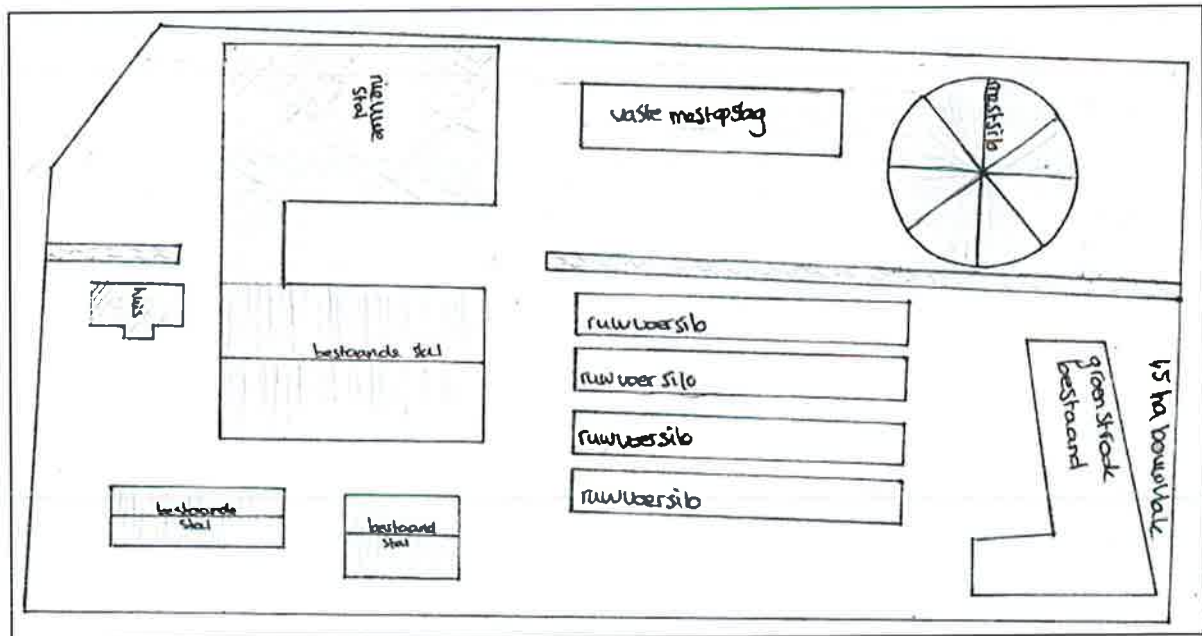 nieuwe
stal
vaste mestopslag
mestsilo
huis
bestaande stal
ruwvoersilo
ruwvoer silo
ruwvoersilo
ruwvoersilo
groenstrook
bestaand
1,5 ha bouwvlak
bestaande
stal
bestaand
stal